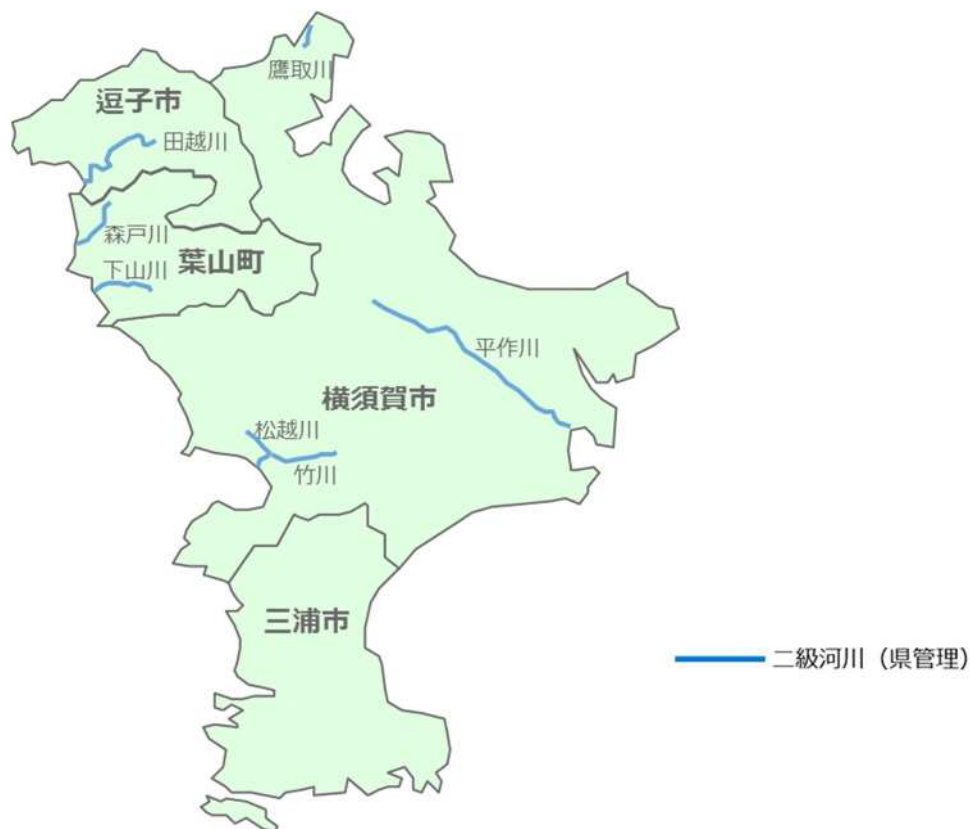 鷹取川
逗子市
田越川
森戸川
葉山町
下山川
平作川
横須賀市
松越川
竹川
三浦市
二級河川（県管理）